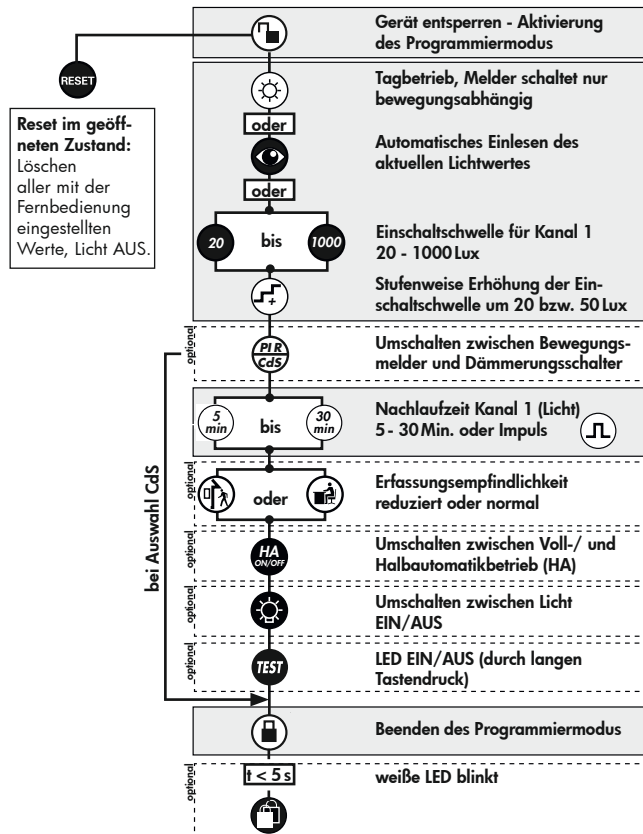 Gerät entsperren - Aktivierung
des Programmiermodus
RESET
Reset im geöff-
neten Zustand:
Löschen
aller mit der
Fernbedienung
eingestellten
Werte, Licht AUS.
Tagbetrieb, Melder schaltet nur
bewegungsabhängig
oder
Automatisches Einlesen des
aktuellen Lichtwertes
oder
20 bis 1000
Einschaltschwelle für Kanal 1
20 - 1000 Lux
+
Stufenweise Erhöhung der Ein-
schaltschwelle um 20 bzw. 50 Lux
optional
PIR
CdS
Umschalten zwischen Bewegungs-
melder und Dämmerungsschalter
bei Auswahl CdS
5
min
bis
30
min
Nachlaufzeit Kanal 1 (Licht)
5 - 30 Min. oder Impuls
optional
oder
Erfassungsempfindlichkeit
reduziert oder normal
optional
HA
ON/OFF
Umschalten zwischen Voll-/ und
Halbautomatikbetrieb (HA)
optional
Umschalten zwischen Licht
EIN/AUS
optional
TEST
LED EIN/AUS (durch langen
Tastendruck)
Beenden des Programmiermodus
optional
t < 5 s
weiße LED blinkt